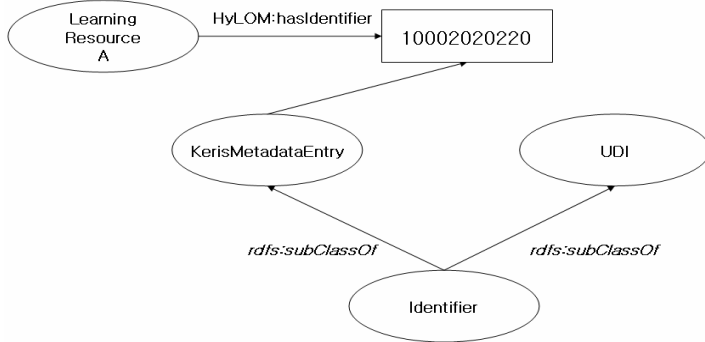 Learning
Resource
A
HyLOM:hasIdentifier
10002020220
KerisMetadataEntry
UDI
rdfs:subClassOf
rdfs:subClassOf
Identifier